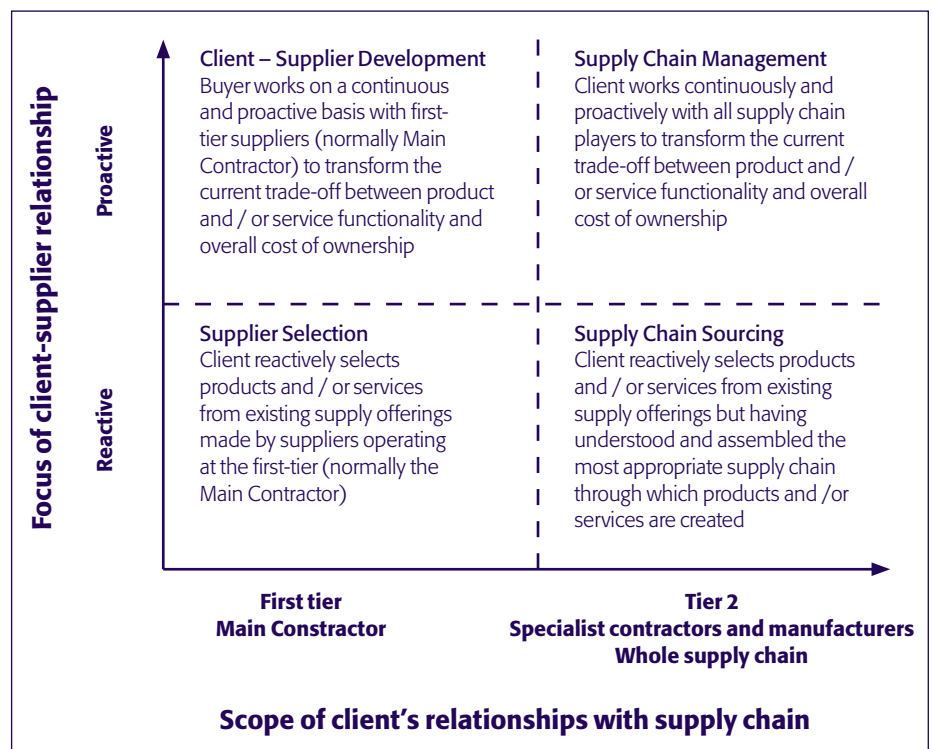 Focus of client-supplier relationship
Proactive
Client – Supplier Development
Buyer works on a continuous
and proactive basis with first-
tier suppliers (normally Main
Contractor) to transform the
current trade-off between product
and / or service functionality and
overall cost of ownership
Supply Chain Management
Client works continuously and
proactively with all supply chain
players to transform the current
trade-off between product and /
or service functionality and overall
cost of ownership
Reactive
Supplier Selection
Client reactively selects
products and / or services
from existing supply offerings
made by suppliers operating
at the first-tier (normally the
Main Contractor)
Supply Chain Sourcing
Client reactively selects products
and / or services from existing
supply offerings but having
understood and assembled the
most appropriate supply chain
through which products and /or
services are created
First tier
Main Constractor
Tier 2
Specialist contractors and manufacturers
Whole supply chain
Scope of client’s relationships with supply chain